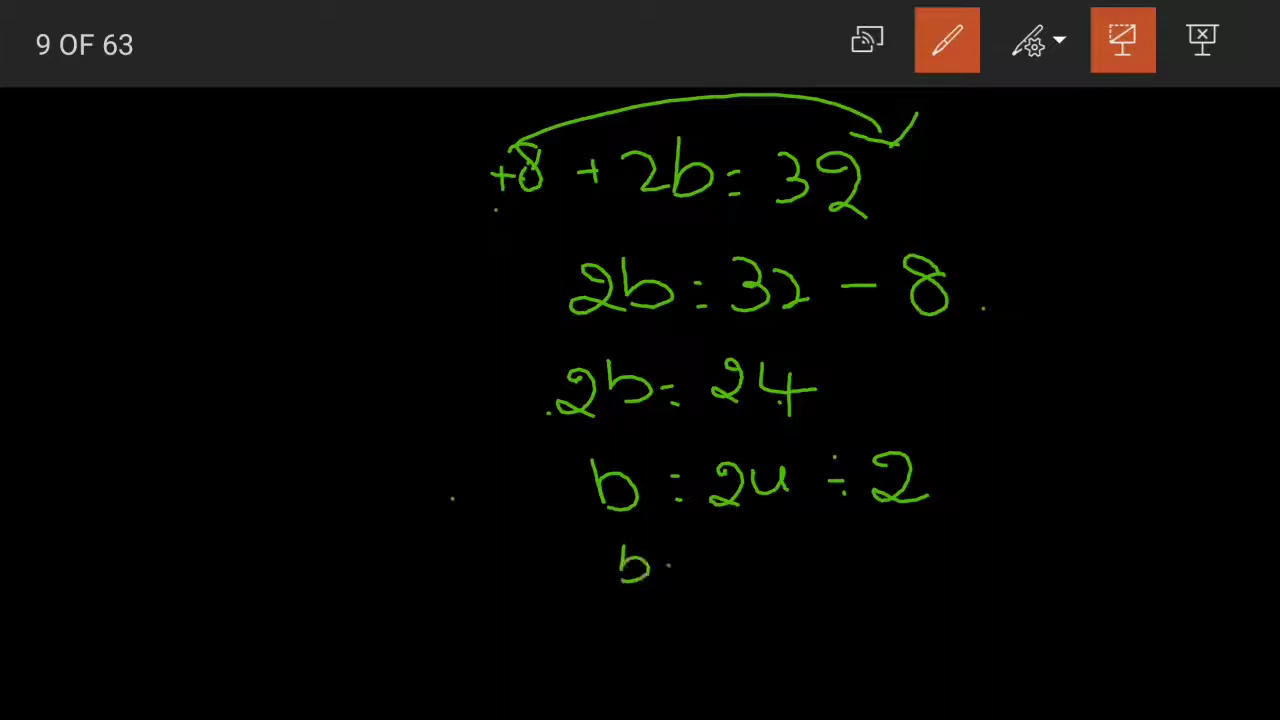 9 OF 63
+8 + 2b = 32
2b = 32 - 8
2b = 24
b = 24 ÷ 2
b